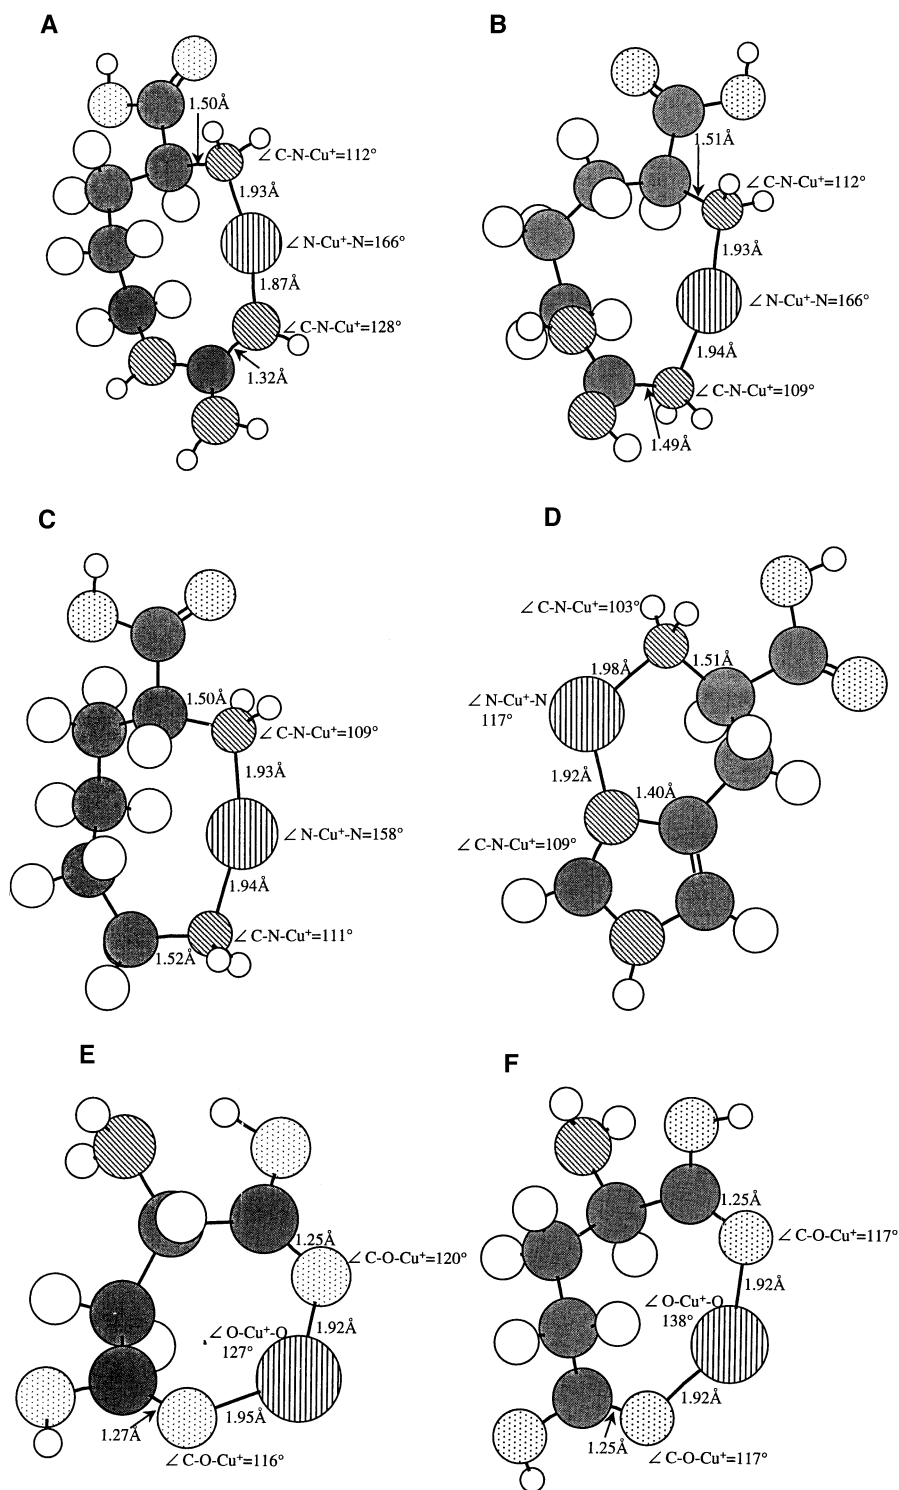 A
1.50Å
∠ C-N-Cu⁺=112°
1.93Å
∠ N-Cu⁺-N=166°
1.87Å
∠ C-N-Cu⁺=128°
1.32Å
B
1.51Å
∠ C-N-Cu⁺=112°
1.93Å
∠ N-Cu⁺-N=166°
1.94Å
∠ C-N-Cu⁺=109°
1.49Å
C
1.50Å
∠ C-N-Cu⁺=109°
1.93Å
∠ N-Cu⁺-N=158°
1.94Å
∠ C-N-Cu⁺=111°
1.52Å
D
∠ C-N-Cu⁺=103°
1.98Å
1.51Å
∠ N-Cu⁺-N
117°
1.92Å
1.40Å
∠ C-N-Cu⁺=109°
E
1.25Å
∠ C-O-Cu⁺=120°
∠ O-Cu⁺-O
127°
1.92Å
1.95Å
1.27Å
∠ C-O-Cu⁺=116°
F
1.25Å
∠ C-O-Cu⁺=117°
1.92Å
∠ O-Cu⁺-O
138°
1.92Å
1.25Å
∠ C-O-Cu⁺=117°